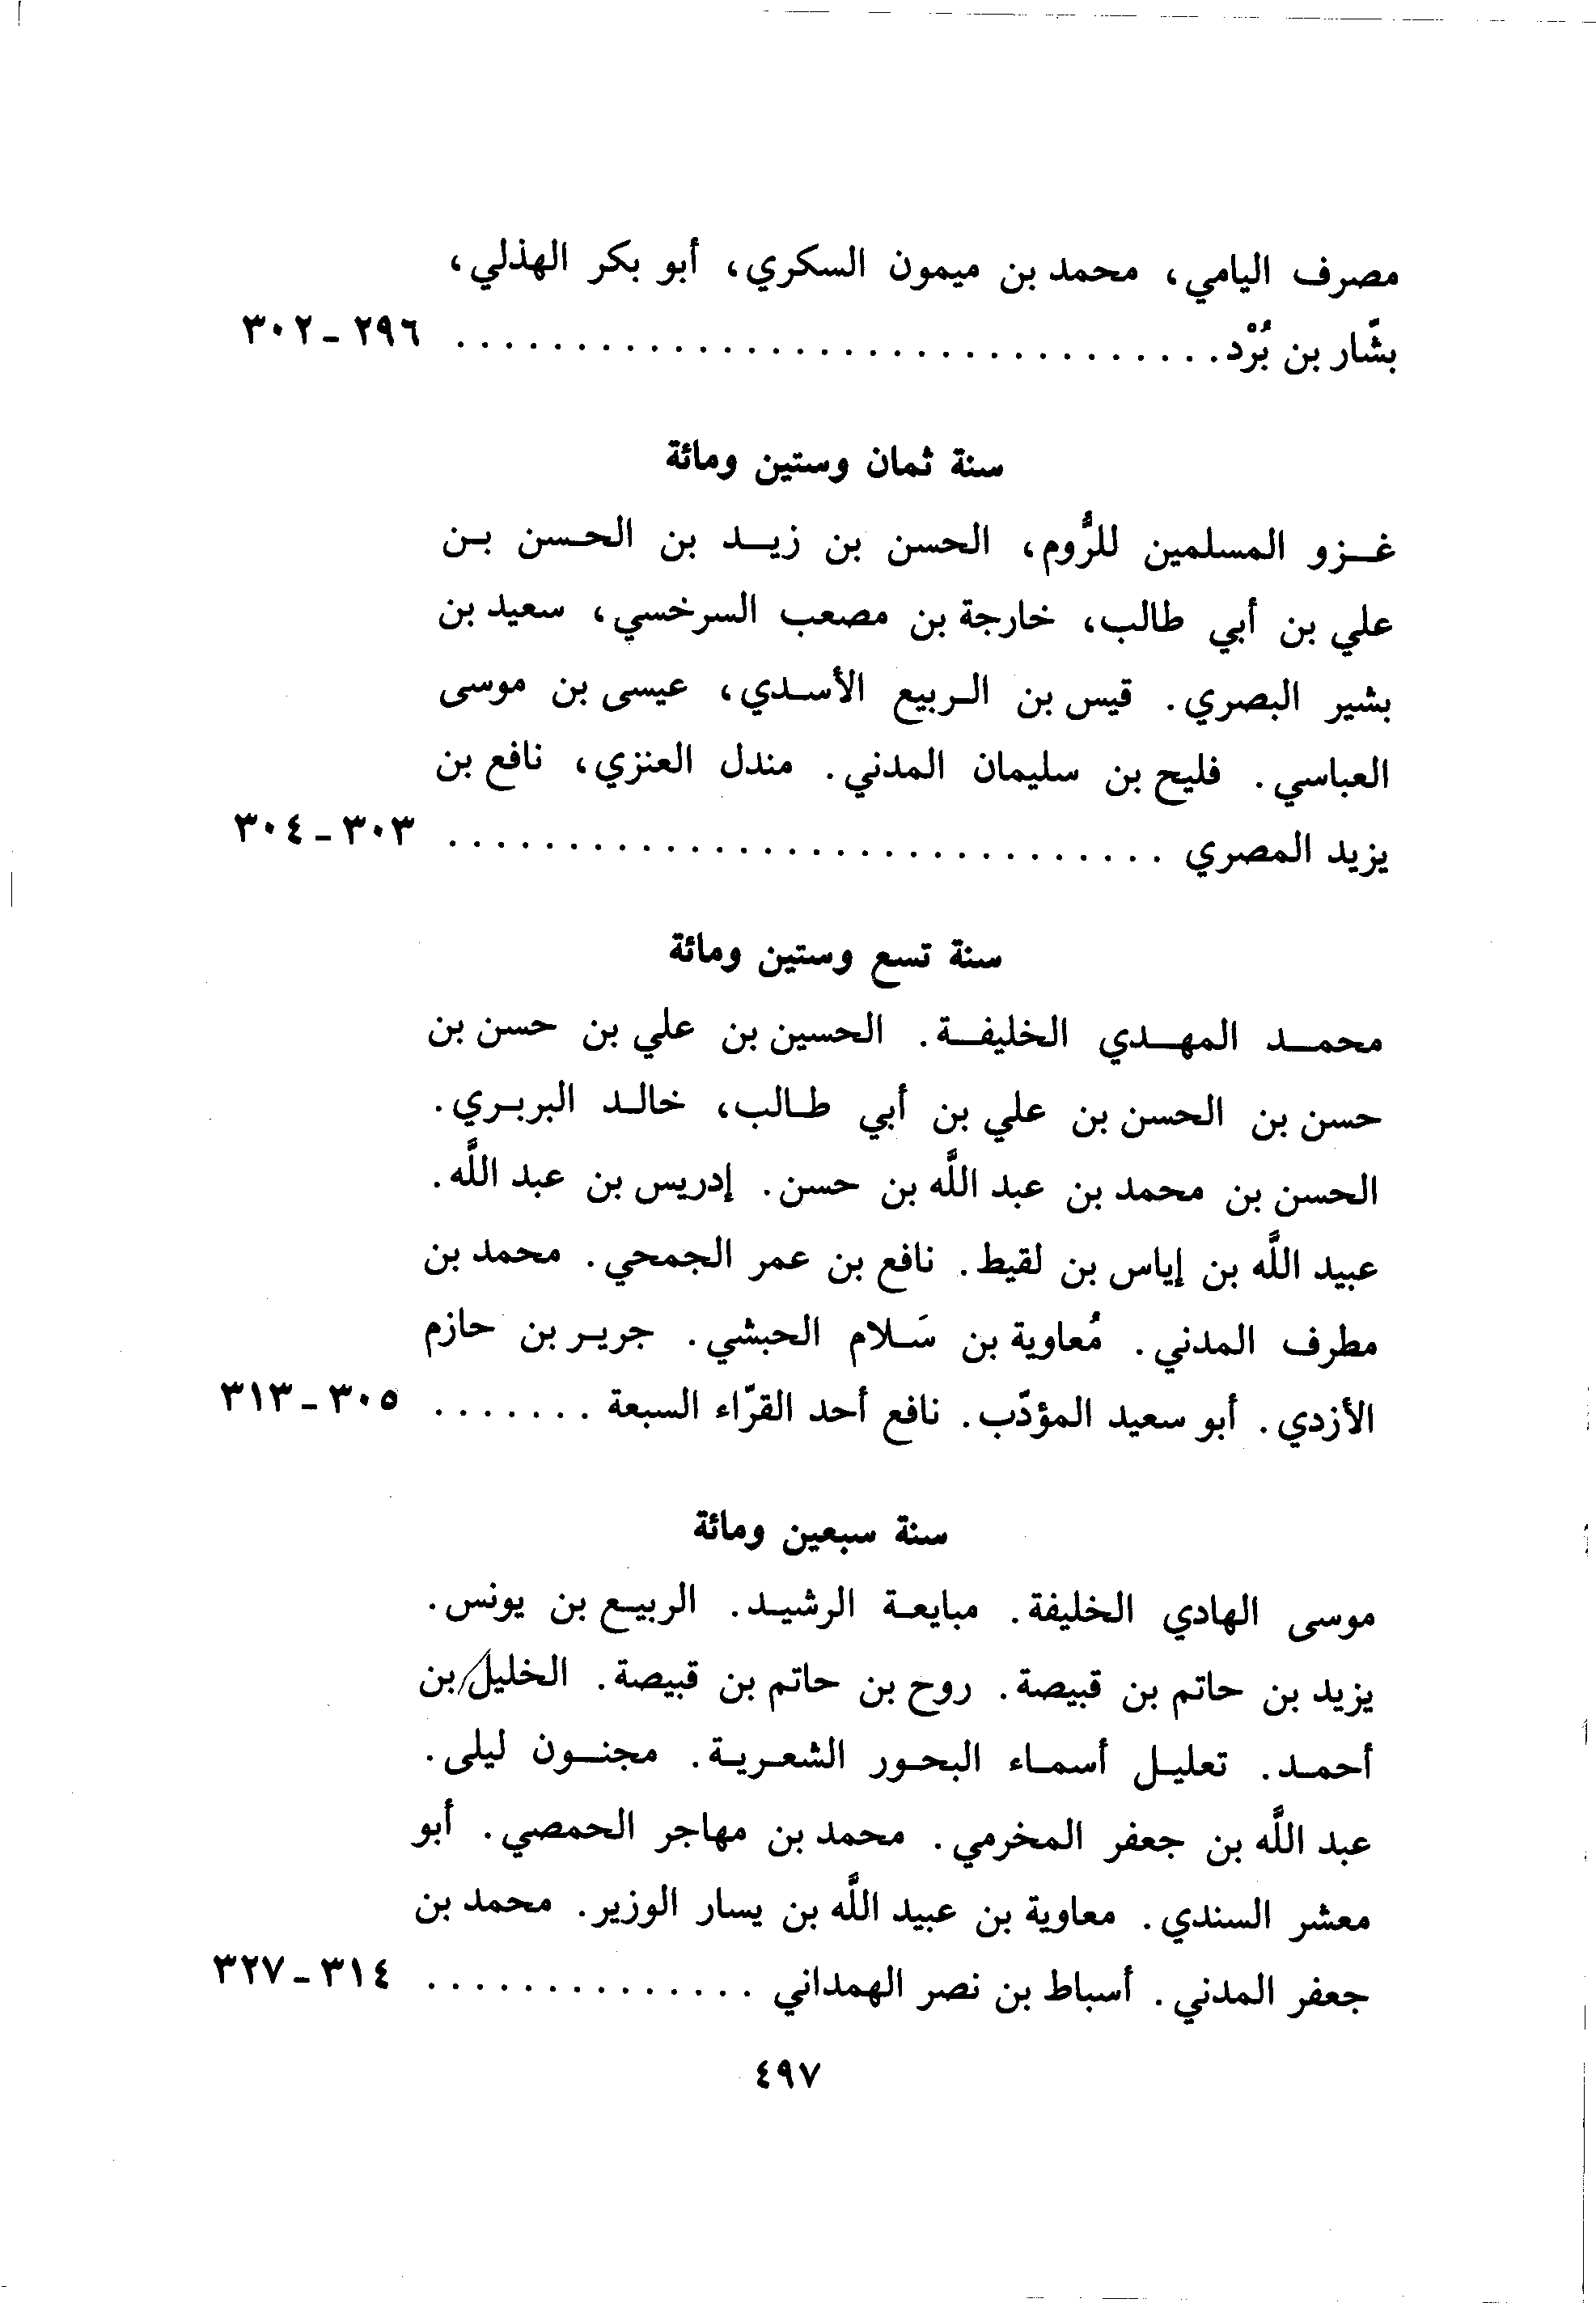 مصرف اليامي، محمد بن ميمون السكري، أبو بكر الهذلي،
بشّار بن بُرْد . . . . . . . . . . . . . . . . . . . . . . . . . . . . . . . . ٢٩٦ - ٣٠٢
سنة ثمان وستين ومائة
غزو المسلمين للرُّوم، الحسن بن زيد بن الحسن بن
علي بن أبي طالب، خارجة بن مصعب السرخسي، سعيد بن
بشير البصري. قيس بن الربيع الأسدي، عيسى بن موسى
العباسي. فليح بن سليمان المدني. مندل العنزي، نافع بن
يزيد المصري . . . . . . . . . . . . . . . . . . . . . . . . . . . . . . ٣٠٣ - ٣٠٤
سنة تسع وستين ومائة
محمد المهدي الخليفة. الحسين بن علي بن حسن بن
حسن بن الحسن بن علي بن أبي طالب، خالد البربري.
الحسن بن محمد بن عبد اللَّه بن حسن. إدريس بن عبد اللَّه.
عبيد اللَّه بن إياس بن لقيط. نافع بن عمر الجمحي. محمد بن
مطرف المدني. مُعاوية بن سَلام الحبشي. جرير بن حازم
الأزدي. أبو سعيد المؤدّب. نافع أحد القرّاء السبعة . . . . . . . ٣٠٥ - ٣١٣
سنة سبعين ومائة
موسى الهادي الخليفة. مبايعة الرشيد. الربيع بن يونس.
يزيد بن حاتم بن قبيصة. روح بن حاتم بن قبيصة. الخليل بن
أحمد. تعليل أسماء البحور الشعرية. مجنون ليلى.
عبد اللَّه بن جعفر المخرمي. محمد بن مهاجر الحمصي. أبو
معشر السندي. معاوية بن عبيد اللَّه بن يسار الوزير. محمد بن
جعفر المدني. أسباط بن نصر الهمداني . . . . . . . . . . . . . . ٣١٤ - ٣٢٧
٤٩٧